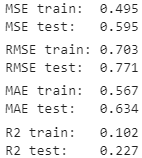 MSE train:  0.495
MSE test:   0.595
RMSE train: 0.703
RMSE test:  0.771
MAE train:  0.567
MAE test:   0.634
R2 train:   0.102
R2 test:    0.227